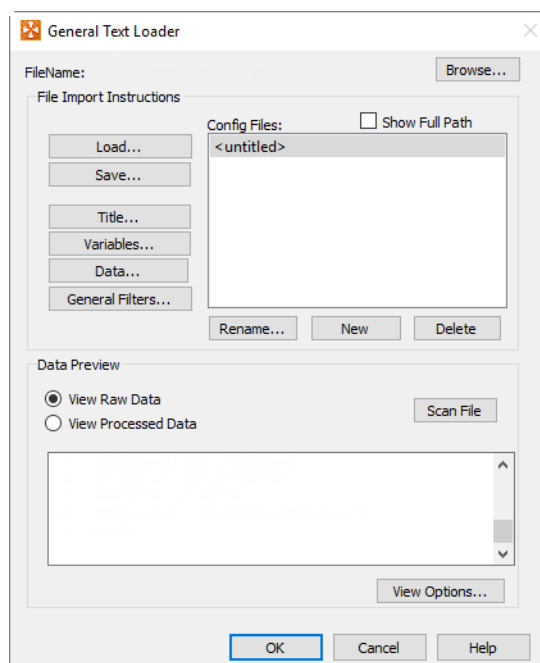 General Text Loader
FileName:
Browse...
File Import Instructions
Config Files:
Show Full Path
Load...
<untitled>
Save...
Title...
Variables...
Data...
General Filters...
Rename...
New
Delete
Data Preview
View Raw Data
Scan File
View Processed Data
View Options...
OK
Cancel
Help